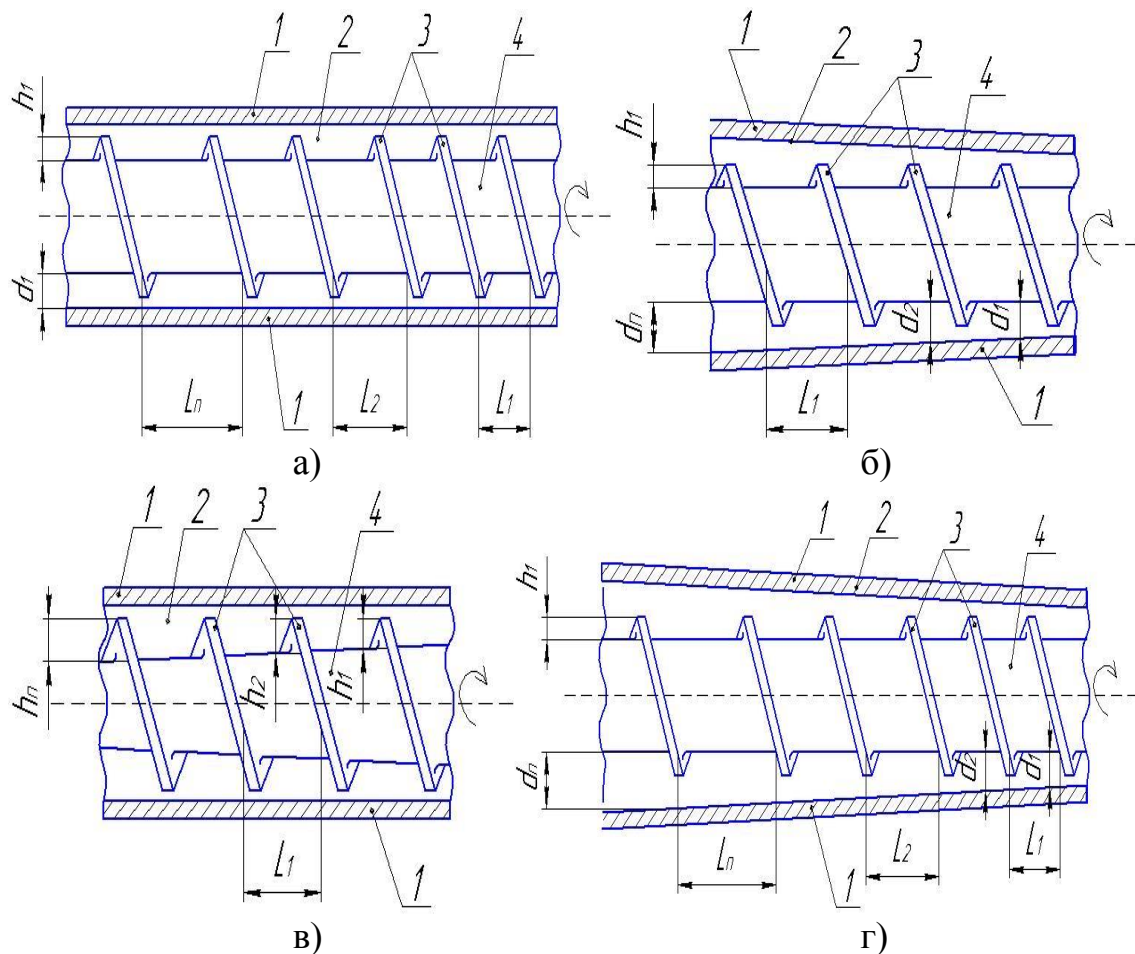 1 2 3 4
h₁
d₁
Lп L₂ L₁
1
а)
1 2 3 4
h₁
dп d₂ d₁
L₁ 1
б)
1 2 3 4
hп h₂ h₁
L₁ 1
в)
1 2 3 4
h₁
dп d₂ d₁
1 Lп L₂ L₁
г)